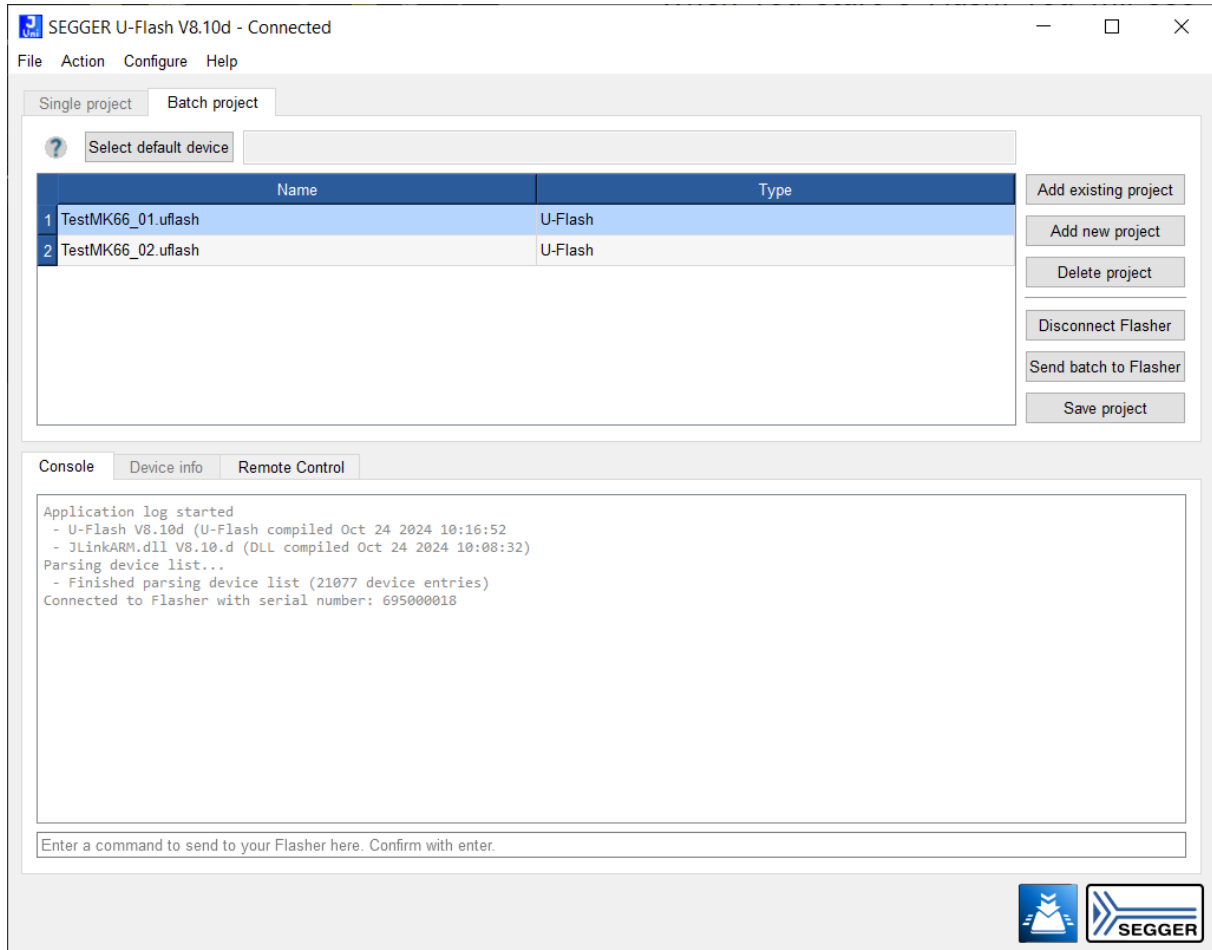 SEGGER U-Flash V8.10d - Connected
File Action Configure Help
Single project Batch project
? Select default device
Name Type
1 TestMK66_01.uflash U-Flash
2 TestMK66_02.uflash U-Flash
Add existing project
Add new project
Delete project
Disconnect Flasher
Send batch to Flasher
Save project
Console Device info Remote Control
Application log started
- U-Flash V8.10d (U-Flash compiled Oct 24 2024 10:16:52
- JLinkARM.dll V8.10.d (DLL compiled Oct 24 2024 10:08:32)
Parsing device list...
- Finished parsing device list (21077 device entries)
Connected to Flasher with serial number: 695000018
Enter a command to send to your Flasher here. Confirm with enter.
SEGGER